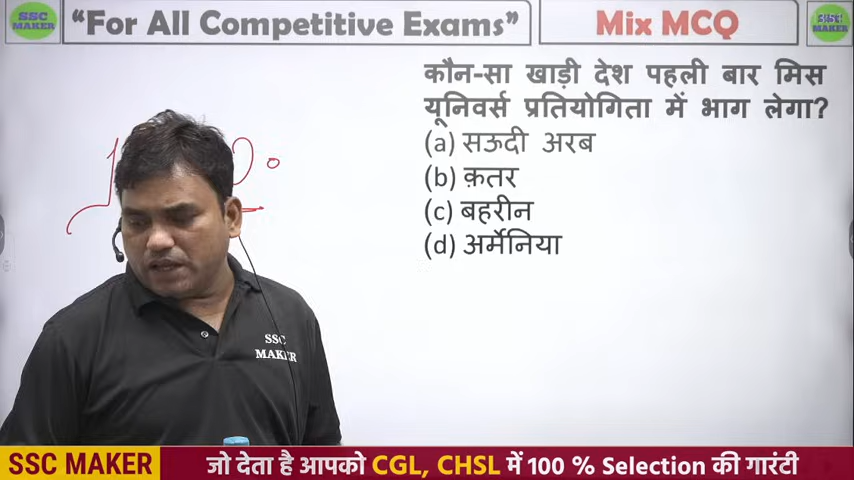 SSC MAKER
“For All Competitive Exams”
Mix MCQ
SSC MAKER
कौन-सा खाड़ी देश पहली बार मिस
यूनिवर्स प्रतियोगिता में भाग लेगा?
(a) सऊदी अरब
(b) क़तर
(c) बहरीन
(d) अर्मेनिया
SSC
MAKER
SSC MAKER
जो देता है आपको CGL, CHSL में 100 % Selection की गारंटी